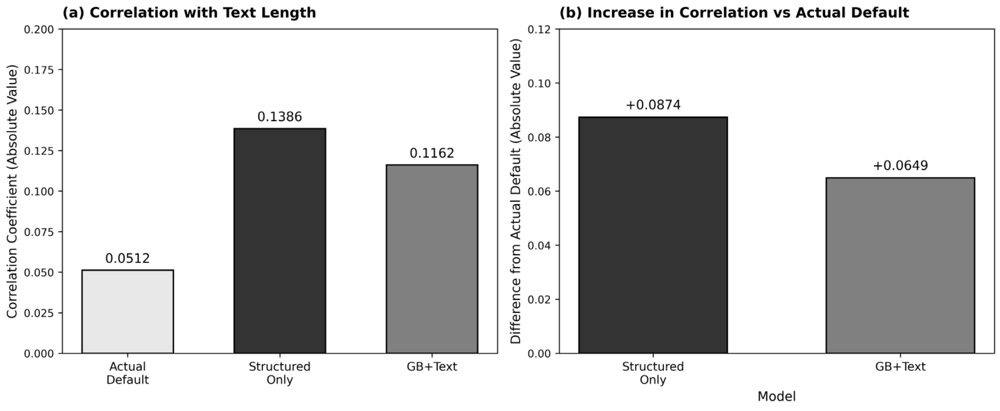 (a) Correlation with Text Length
Correlation Coefficient (Absolute Value)
0.200
0.175
0.150
0.125
0.100
0.075
0.050
0.025
0.000
0.0512
0.1386
0.1162
Actual
Default
Structured
Only
GB+Text
(b) Increase in Correlation vs Actual Default
Difference from Actual Default (Absolute Value)
0.12
0.10
0.08
0.06
0.04
0.02
0.00
+0.0874
+0.0649
Structured
Only
GB+Text
Model